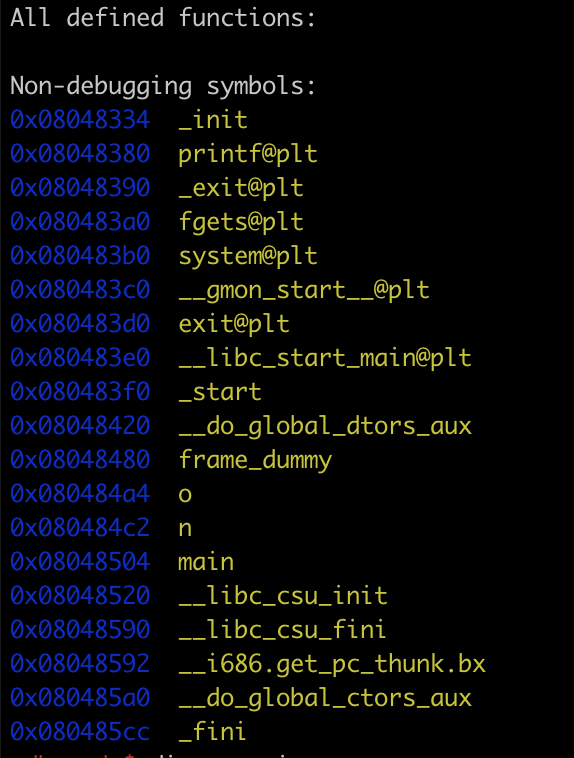 All defined functions:
Non-debugging symbols:
0x08048334 _init
0x08048380 printf@plt
0x08048390 _exit@plt
0x080483a0 fgets@plt
0x080483b0 system@plt
0x080483c0 __gmon_start__@plt
0x080483d0 exit@plt
0x080483e0 __libc_start_main@plt
0x080483f0 _start
0x08048420 __do_global_dtors_aux
0x08048480 frame_dummy
0x080484a4 o
0x080484c2 n
0x08048504 main
0x08048520 __libc_csu_init
0x08048590 __libc_csu_fini
0x08048592 __i686.get_pc_thunk.bx
0x080485a0 __do_global_ctors_aux
0x080485cc _fini